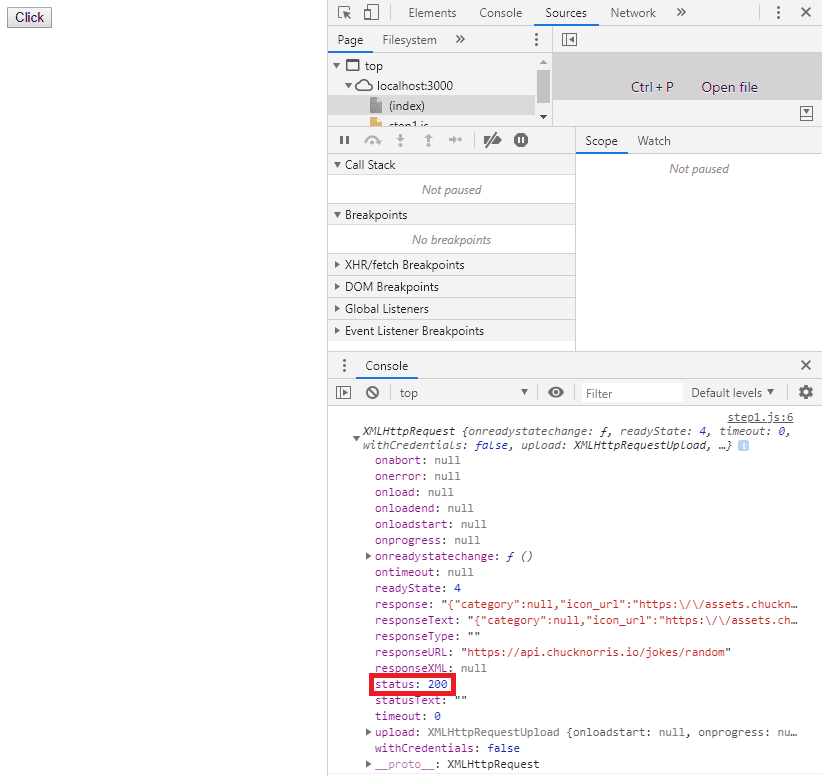 Click
Elements Console Sources Network »
Page Filesystem »
top
localhost:3000
(index)
step1.js
Ctrl + P Open file
Scope Watch
Call Stack
Not paused
Not paused
Breakpoints
No breakpoints
XHR/fetch Breakpoints
DOM Breakpoints
Global Listeners
Event Listener Breakpoints
Console
top Filter Default levels
step1.js:6
XMLHttpRequest {onreadystatechange: ƒ, readyState: 4, timeout: 0,
withCredentials: false, upload: XMLHttpRequestUpload, …} i
onabort: null
onerror: null
onload: null
onloadend: null
onloadstart: null
onprogress: null
onreadystatechange: ƒ ()
ontimeout: null
readyState: 4
response: "{"category":null,"icon_url":"https:\/\/assets.chuckn…
responseText: "{"category":null,"icon_url":"https:\/\/assets.ch…
responseType: ""
responseURL: "https://api.chucknorris.io/jokes/random"
responseXML: null
status: 200
statusText: ""
timeout: 0
upload: XMLHttpRequestUpload {onloadstart: null, onprogress: nu…
withCredentials: false
__proto__: XMLHttpRequest